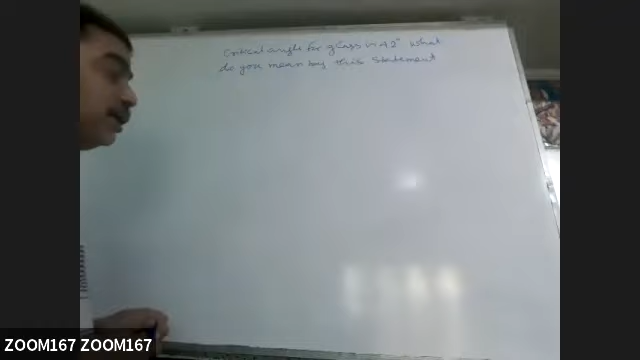 Critical angle for glass is 42° What
do you mean by this statement
ZOOM167 ZOOM167